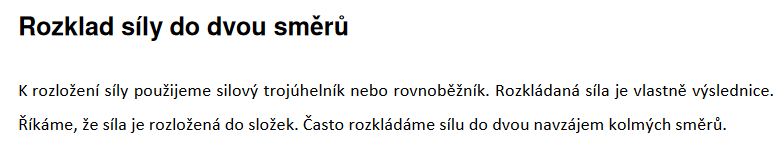 Rozklad síly do dvou směrů
K rozložení síly použijeme silový trojúhelník nebo rovnoběžník. Rozkládaná síla je vlastně výslednice.
Říkáme, že síla je rozložená do složek. Často rozkládáme sílu do dvou navzájem kolmých směrů.